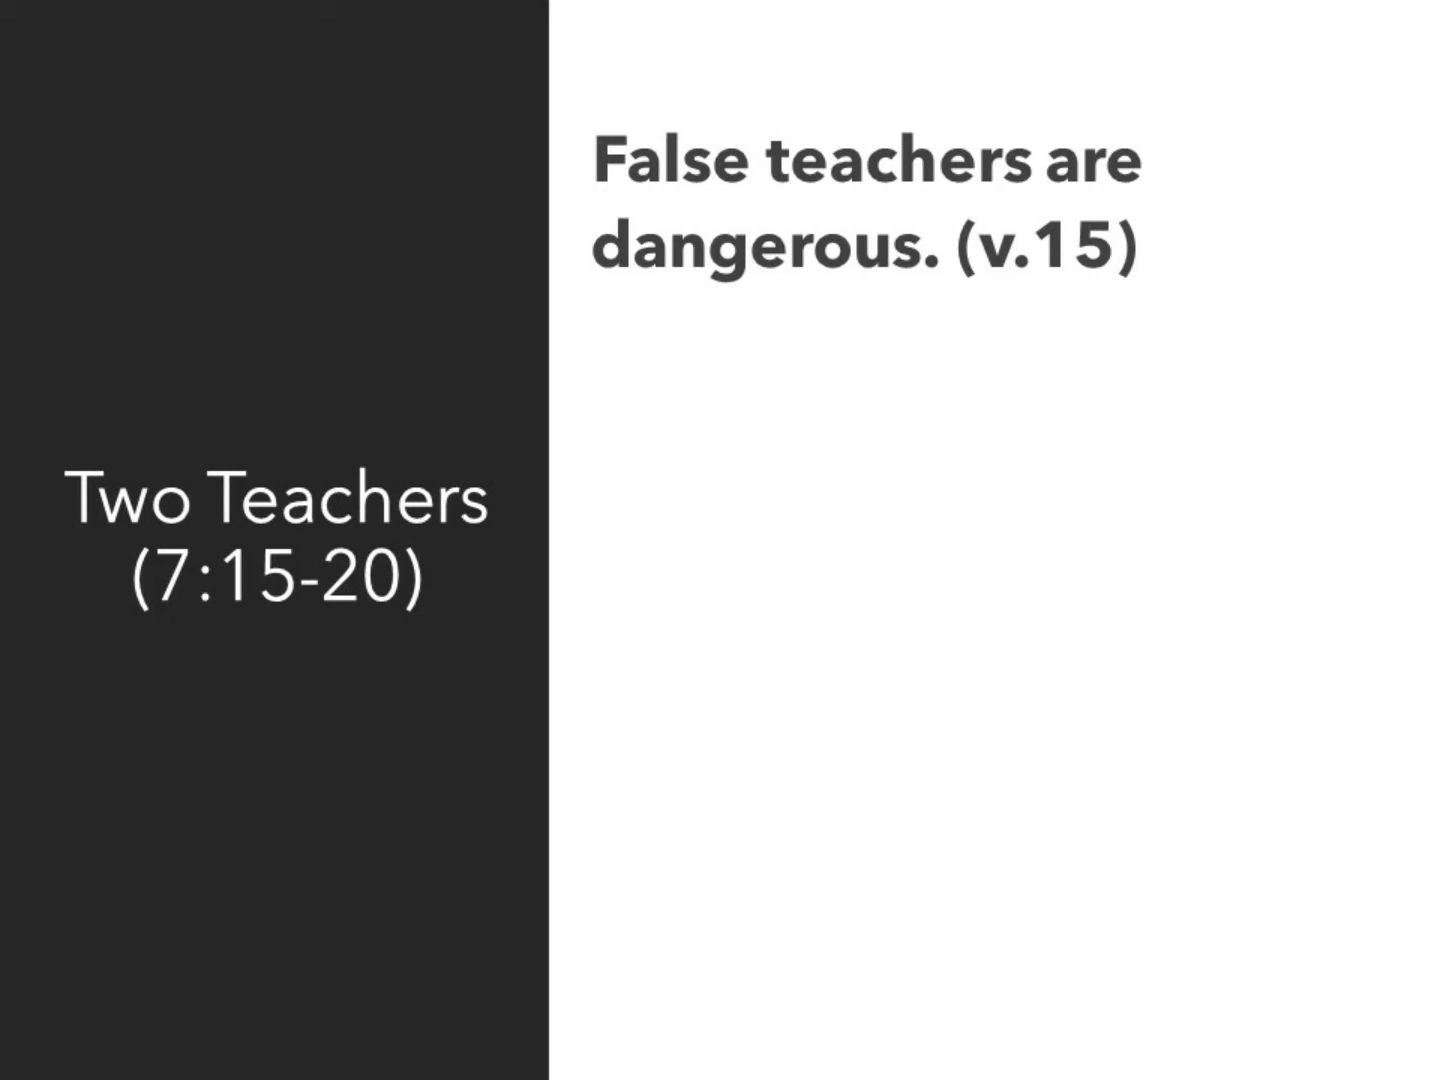 Two Teachers
(7:15-20)
False teachers are
dangerous. (v.15)